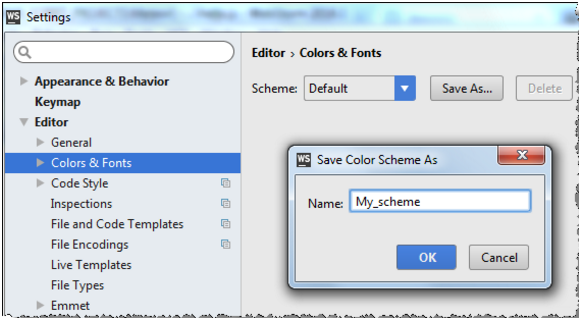 WS Settings
Editor › Colors & Fonts
Appearance & Behavior
Keymap
Editor
General
Colors & Fonts
Code Style
Inspections
File and Code Templates
File Encodings
Live Templates
File Types
Emmet
Scheme: Default Save As... Delete
WS Save Color Scheme As
Name: My_scheme
OK Cancel